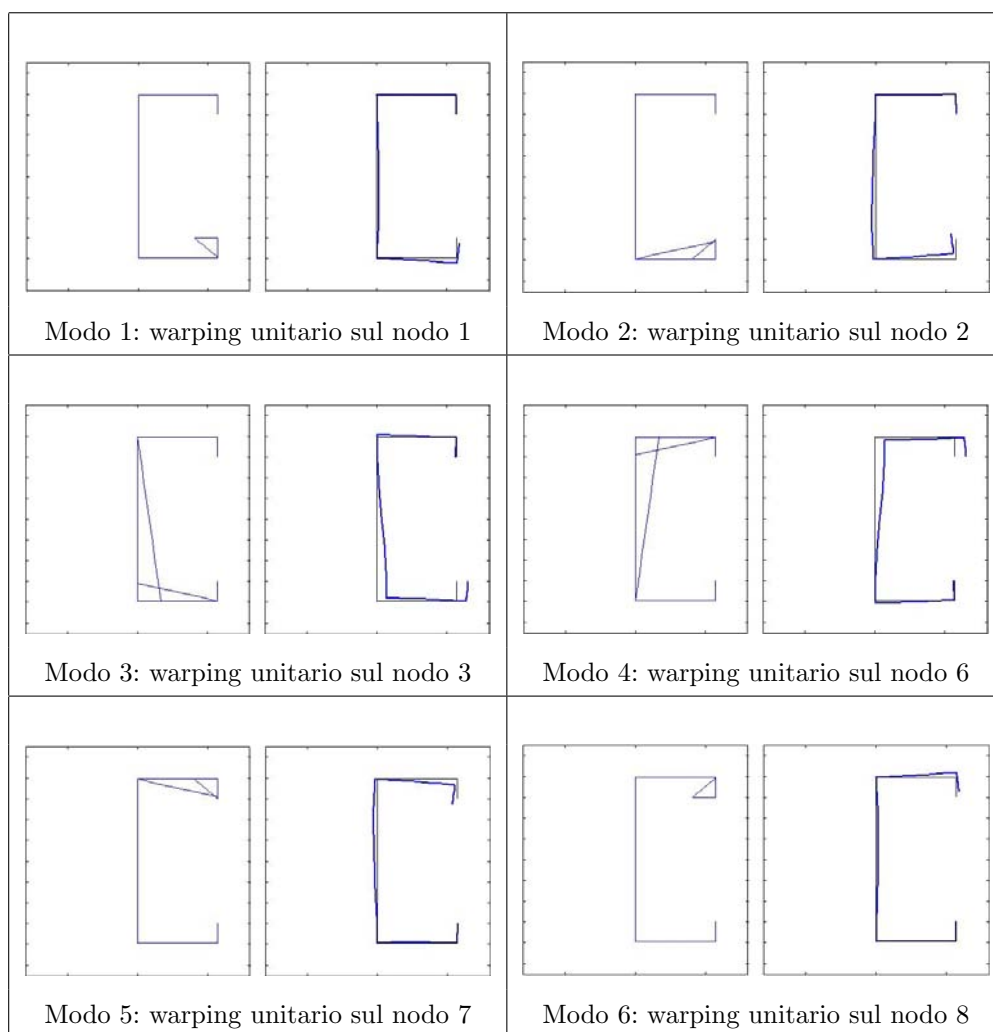 Modo 1: warping unitario sul nodo 1
Modo 2: warping unitario sul nodo 2
Modo 3: warping unitario sul nodo 3
Modo 4: warping unitario sul nodo 6
Modo 5: warping unitario sul nodo 7
Modo 6: warping unitario sul nodo 8